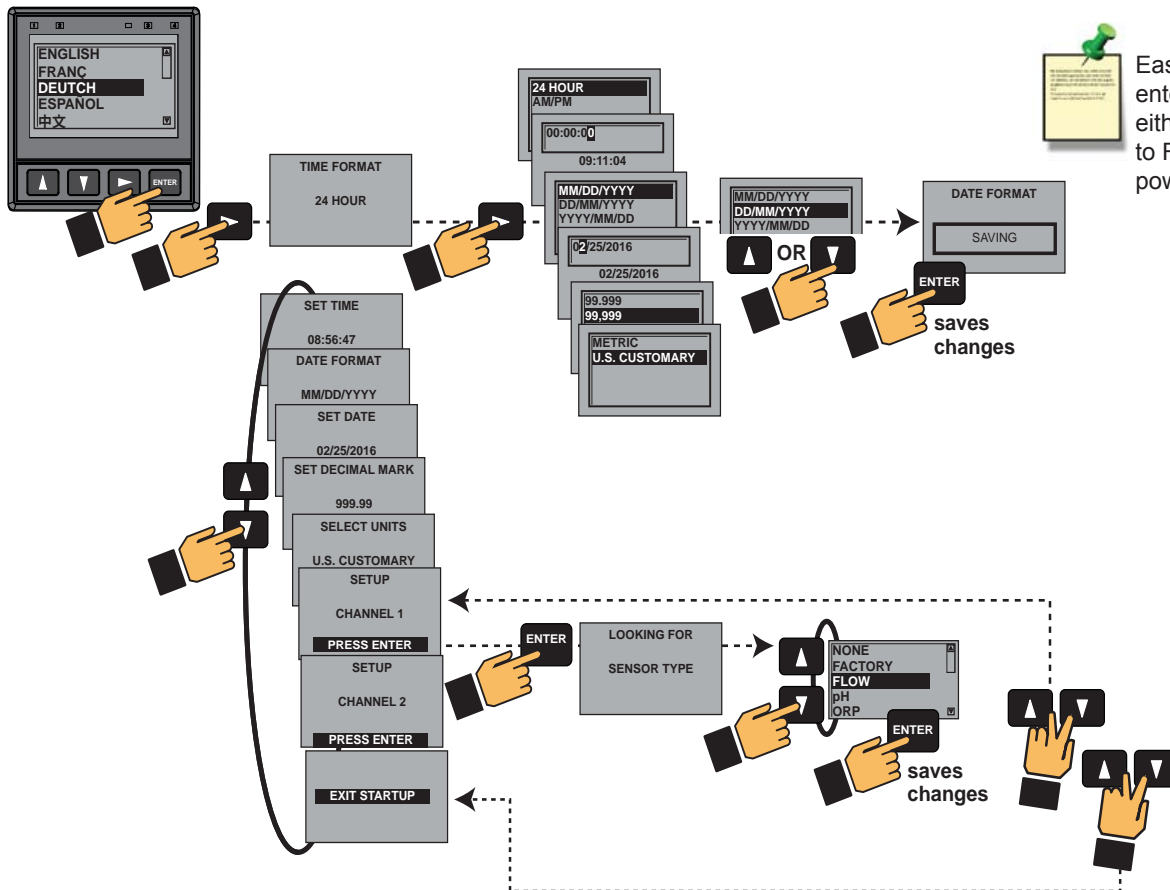 1 2 3 4
ENGLISH
FRANÇ
DEUTCH
ESPAÑOL
中文
ENTER
TIME FORMAT
24 HOUR
24 HOUR
AM/PM
00:00:00
09:11:04
MM/DD/YYYY
DD/MM/YYYY
YYYY/MM/DD
02/25/2016
02/25/2016
99.999
99,999
METRIC
U.S. CUSTOMARY
MM/DD/YYYY
DD/MM/YYYY
YYYY/MM/DD
OR
DATE FORMAT
SAVING
ENTER
saves
changes
Eas
ente
eith
to F
pow
SET TIME
08:56:47
DATE FORMAT
MM/DD/YYYY
SET DATE
02/25/2016
SET DECIMAL MARK
999.99
SELECT UNITS
U.S. CUSTOMARY
SETUP
CHANNEL 1
PRESS ENTER
SETUP
CHANNEL 2
PRESS ENTER
EXIT STARTUP
ENTER
LOOKING FOR
SENSOR TYPE
NONE
FACTORY
FLOW
pH
ORP
ENTER
saves
changes